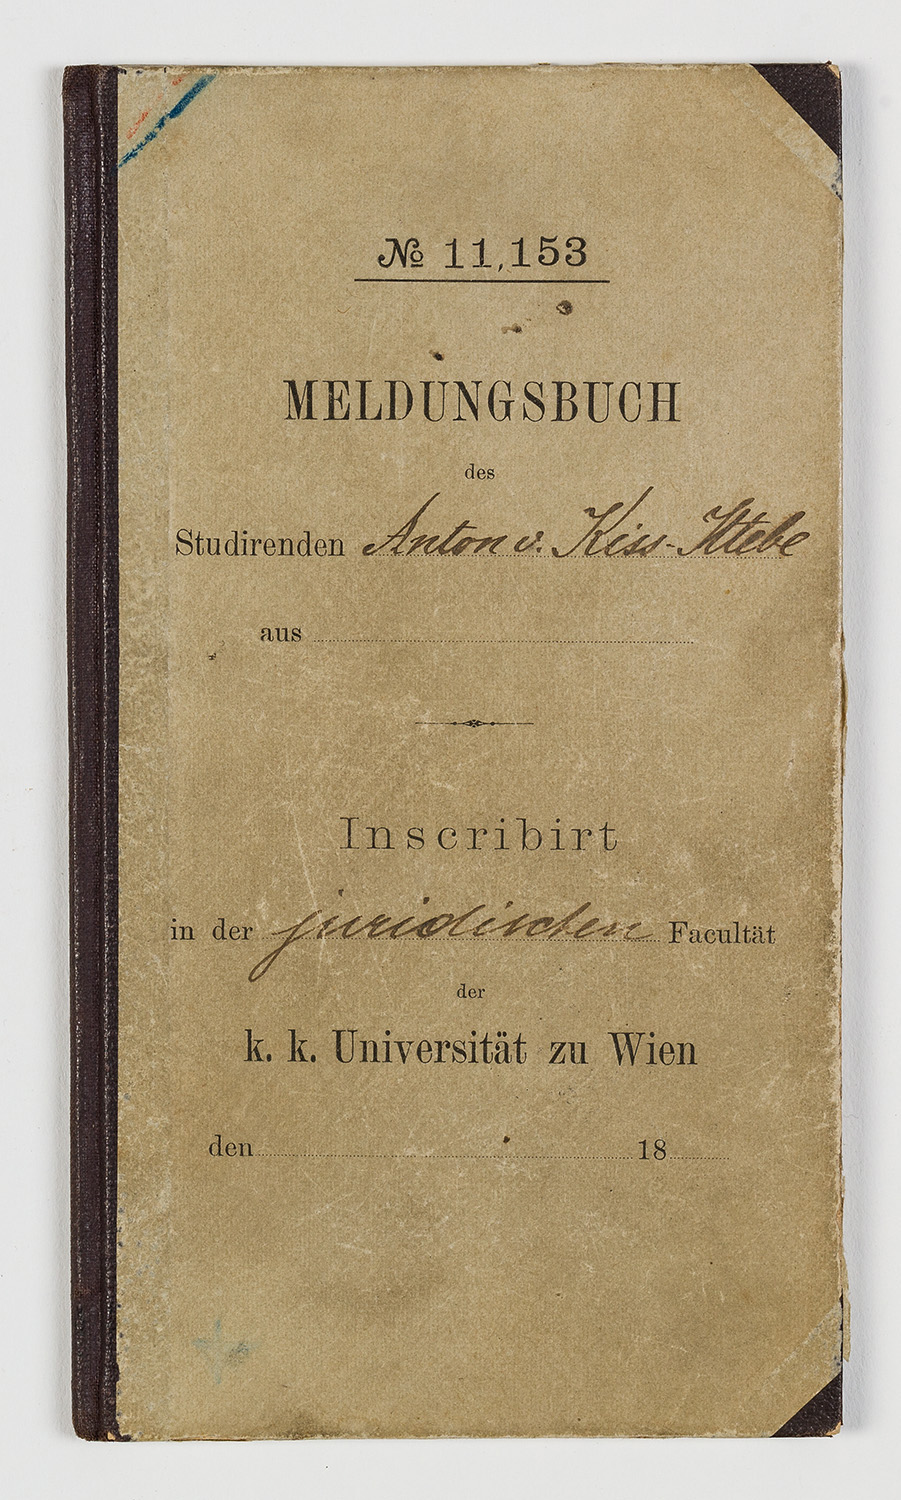 № 11,153
MELDUNGSBUCH
des
Studirenden Anton v. Kiss-Ittebe
aus
Inscribirt
in der juridischen Facultät
der
k. k. Universität zu Wien
den 18